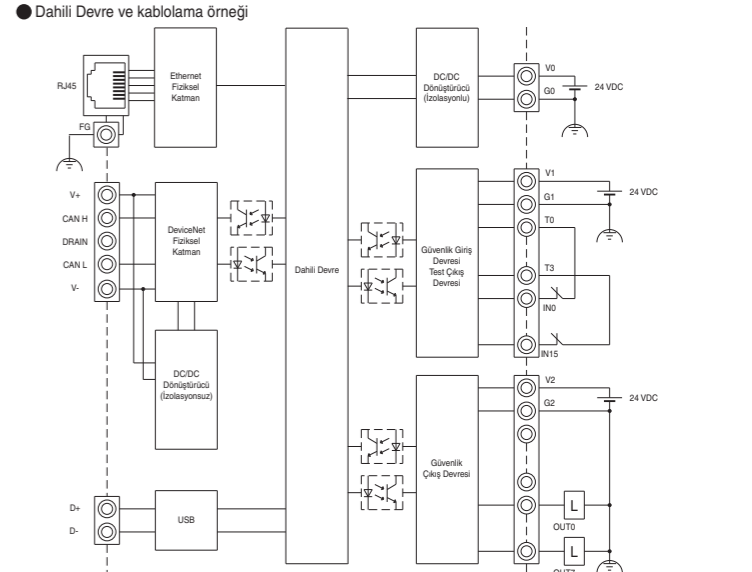 ● Dahili Devre ve kablolama örneği
RJ45
FG
Ethernet
Fiziksel
Katman
V+
CAN H
DRAIN
CAN L
V-
DeviceNet
Fiziksel
Katman
DC/DC
Dönüştürücü
(İzolasyonsuz)
D+
D-
USB
Dahili Devre
DC/DC
Dönüştürücü
(İzolasyonlu)
V0
G0
24 VDC
Güvenlik Giriş
Devresi
Test Çıkış
Devresi
V1
G1
T0
T3
IN0
IN15
24 VDC
Güvenlik
Çıkış Devresi
V2
G2
24 VDC
L
OUT0
L
OUT7